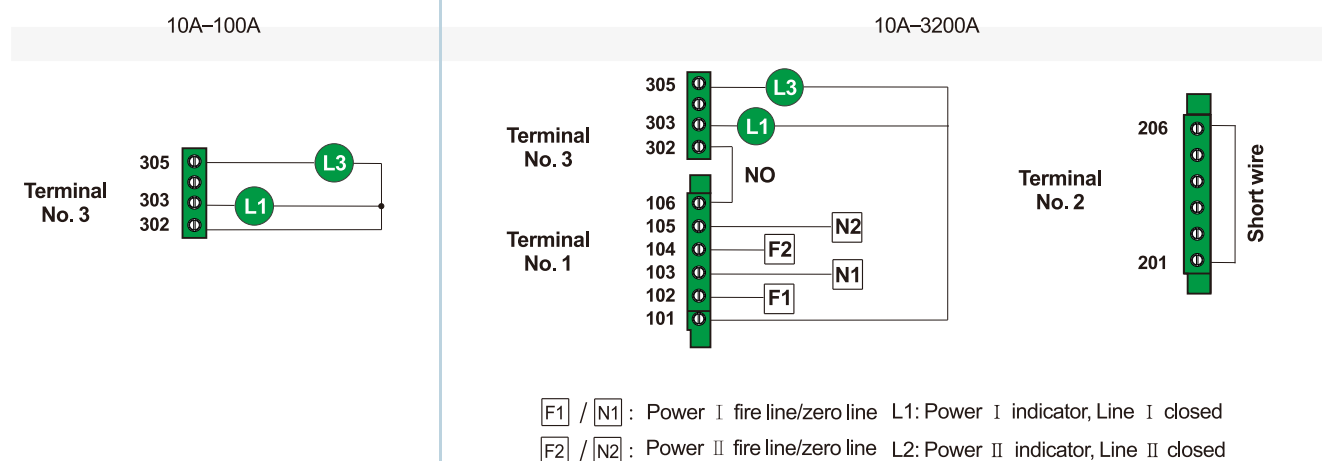 10A–100A
305
L3
Terminal
No. 3
303
L1
302
10A–3200A
305
L3
303
L1
Terminal
No. 3
302
NO
106
105
N2
Terminal
No. 1
104
F2
103
N1
102
F1
101
Terminal
No. 2
206
Short wire
201
F1 / N1 : Power Ⅰ fire line/zero line L1: Power Ⅰ indicator, Line Ⅰ closed
F2 / N2 : Power Ⅱ fire line/zero line L2: Power Ⅱ indicator, Line Ⅱ closed